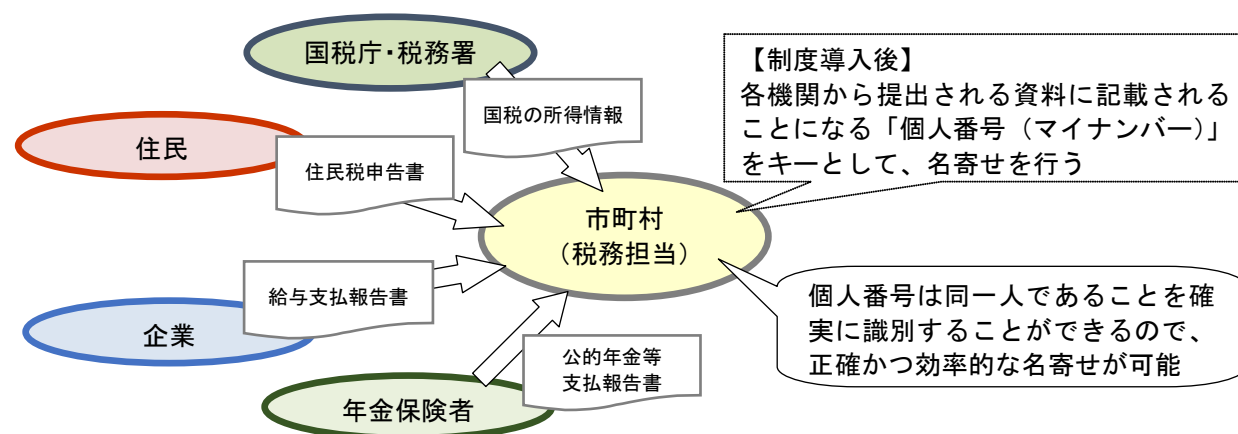 国税庁・税務署
国税の所得情報
住民
住民税申告書
市町村
（税務担当）
企業
給与支払報告書
年金保険者
公的年金等
支払報告書
【制度導入後】
各機関から提出される資料に記載される
ことになる「個人番号（マイナンバー）」
をキーとして、名寄せを行う
個人番号は同一人であることを確
実に識別することができるので、
正確かつ効率的な名寄せが可能